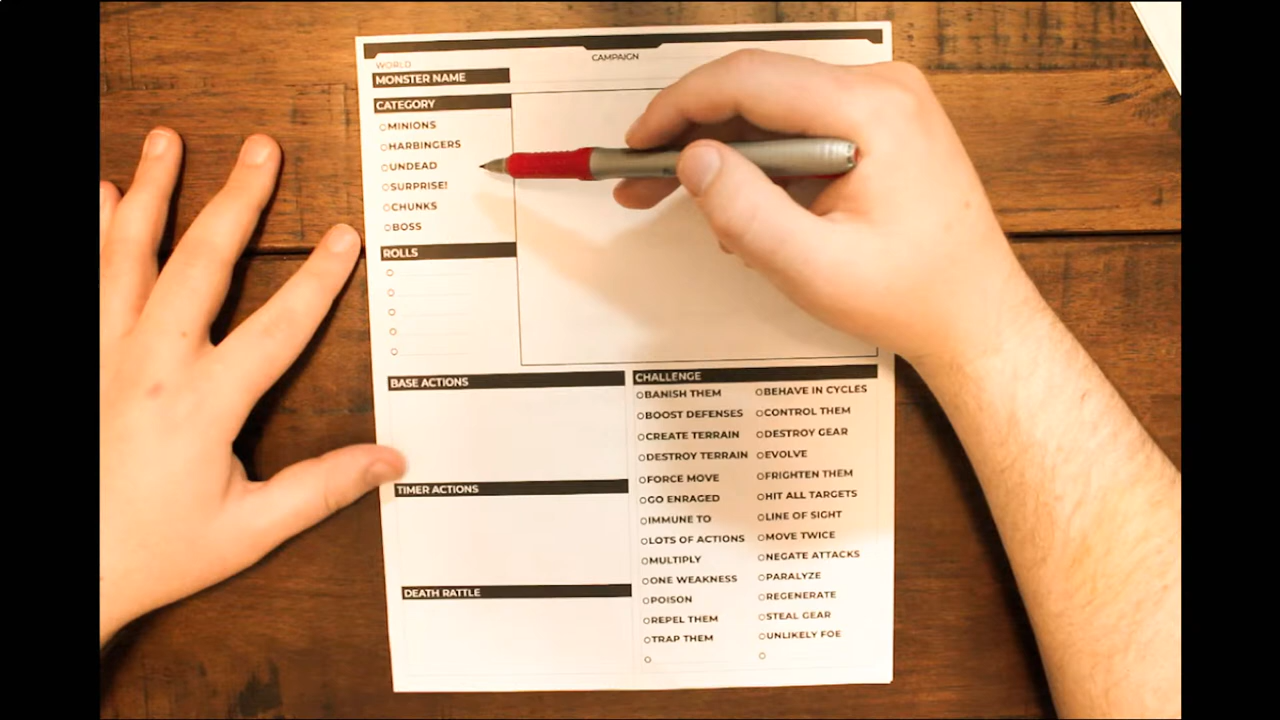 WORLD
CAMPAIGN
MONSTER NAME
CATEGORY
MINIONS
HARBINGERS
UNDEAD
SURPRISE!
CHUNKS
BOSS
ROLLS
BASE ACTIONS
TIMER ACTIONS
DEATH RATTLE
CHALLENGE
BANISH THEM
BOOST DEFENSES
CREATE TERRAIN
DESTROY TERRAIN
FORCE MOVE
GO ENRAGED
IMMUNE TO
LOTS OF ACTIONS
MULTIPLY
ONE WEAKNESS
POISON
REPEL THEM
TRAP THEM
BEHAVE IN CYCLES
CONTROL THEM
DESTROY GEAR
EVOLVE
FRIGHTEN THEM
HIT ALL TARGETS
LINE OF SIGHT
MOVE TWICE
NEGATE ATTACKS
PARALYZE
REGENERATE
STEAL GEAR
UNLIKELY FOE